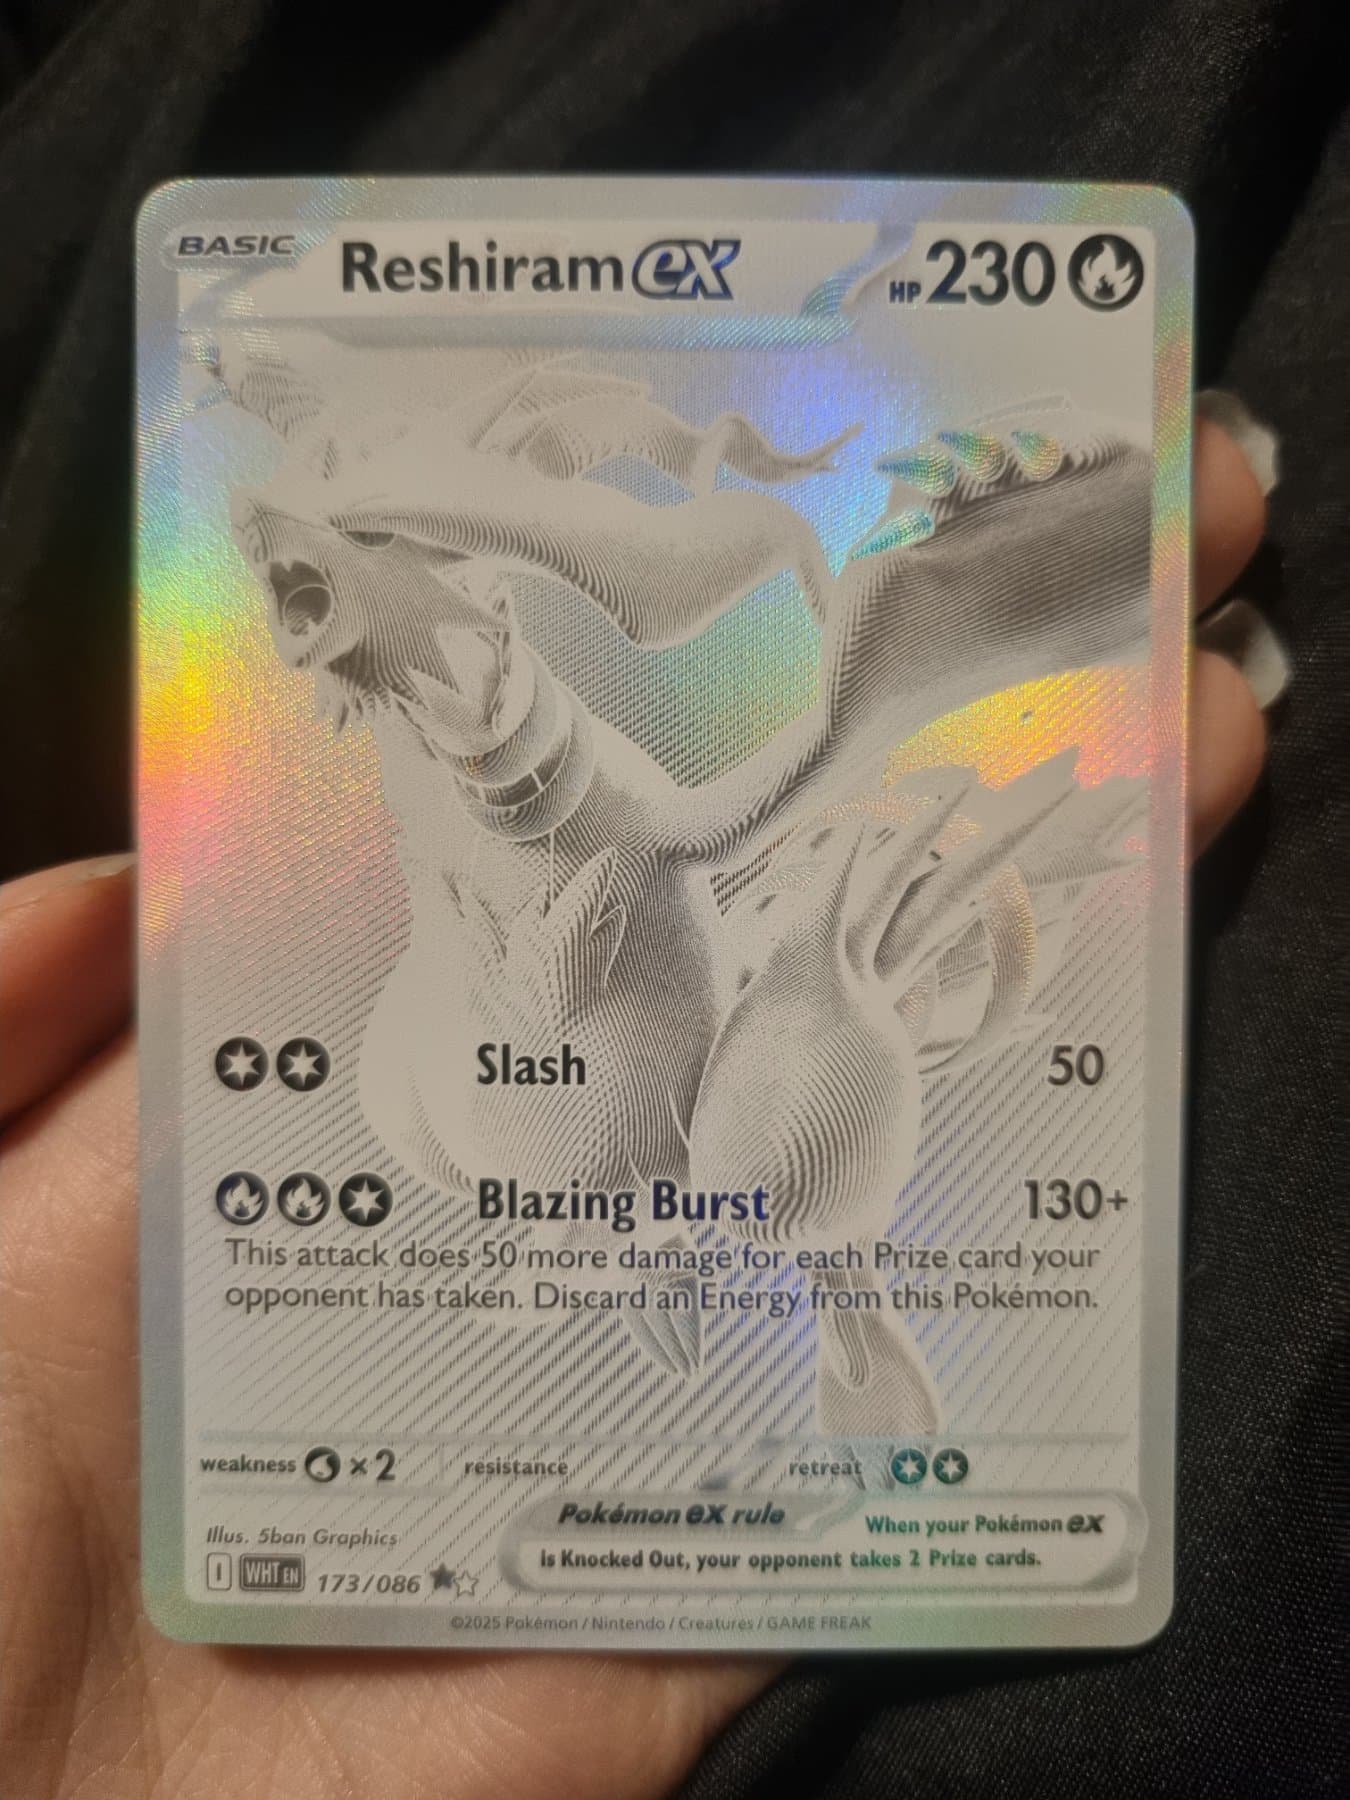 BASIC Reshiram ex HP 230
Slash 50
Blazing Burst 130+
This attack does 50 more damage for each Prize card your
opponent has taken. Discard an Energy from this Pokémon.
weakness × 2 resistance retreat
Pokémon ex rule When your Pokémon ex
is Knocked Out, your opponent takes 2 Prize cards.
Illus. 5ban Graphics
I WHT EN 173/086
©2025 Pokémon / Nintendo / Creatures / GAME FREAK